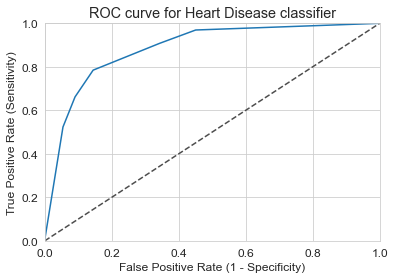 ROC curve for Heart Disease classifier
True Positive Rate (Sensitivity)
1.0
0.8
0.6
0.4
0.2
0.0
0.0 0.2 0.4 0.6 0.8 1.0
False Positive Rate (1 - Specificity)